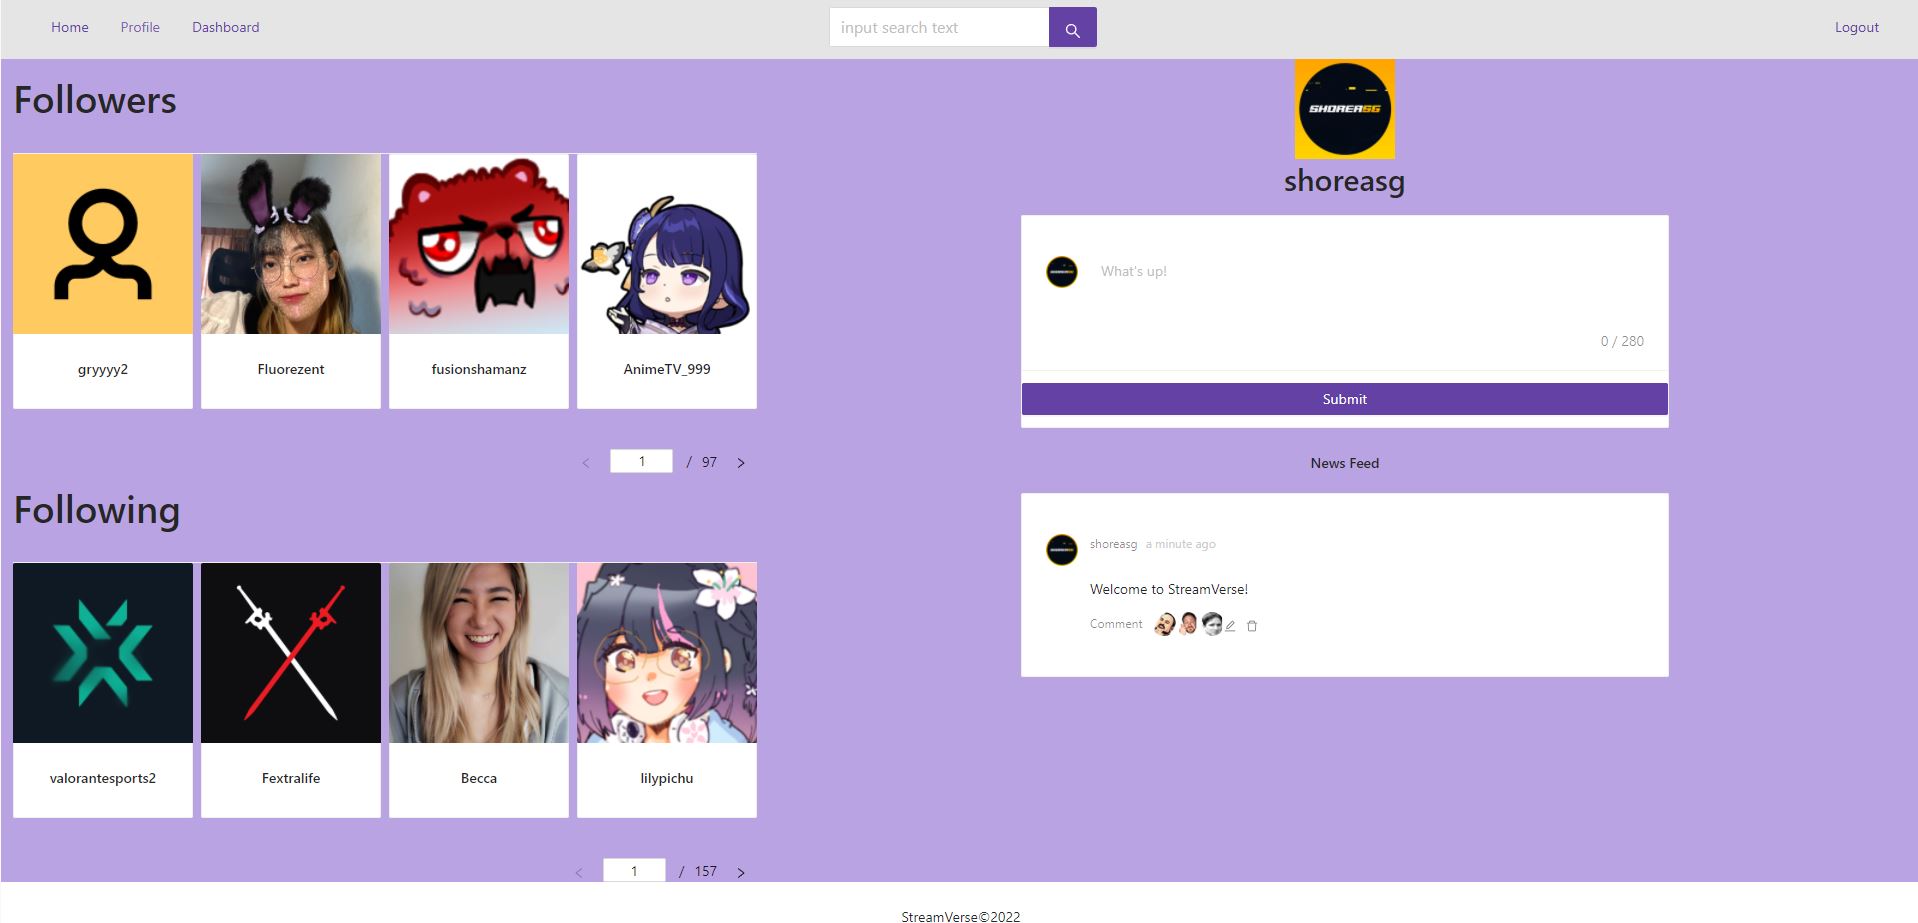 Home
Profile
Dashboard
input search text
Logout
Followers
gryyyy2
Fluorezent
fusionshamanz
AnimeTV_999
1 / 97
Following
valorantesports2
Fextralife
Becca
lilypichu
1 / 157
SHOREASG
shoreasg
What's up!
0 / 280
Submit
News Feed
shoreasg a minute ago
Welcome to StreamVerse!
Comment
StreamVerse©2022